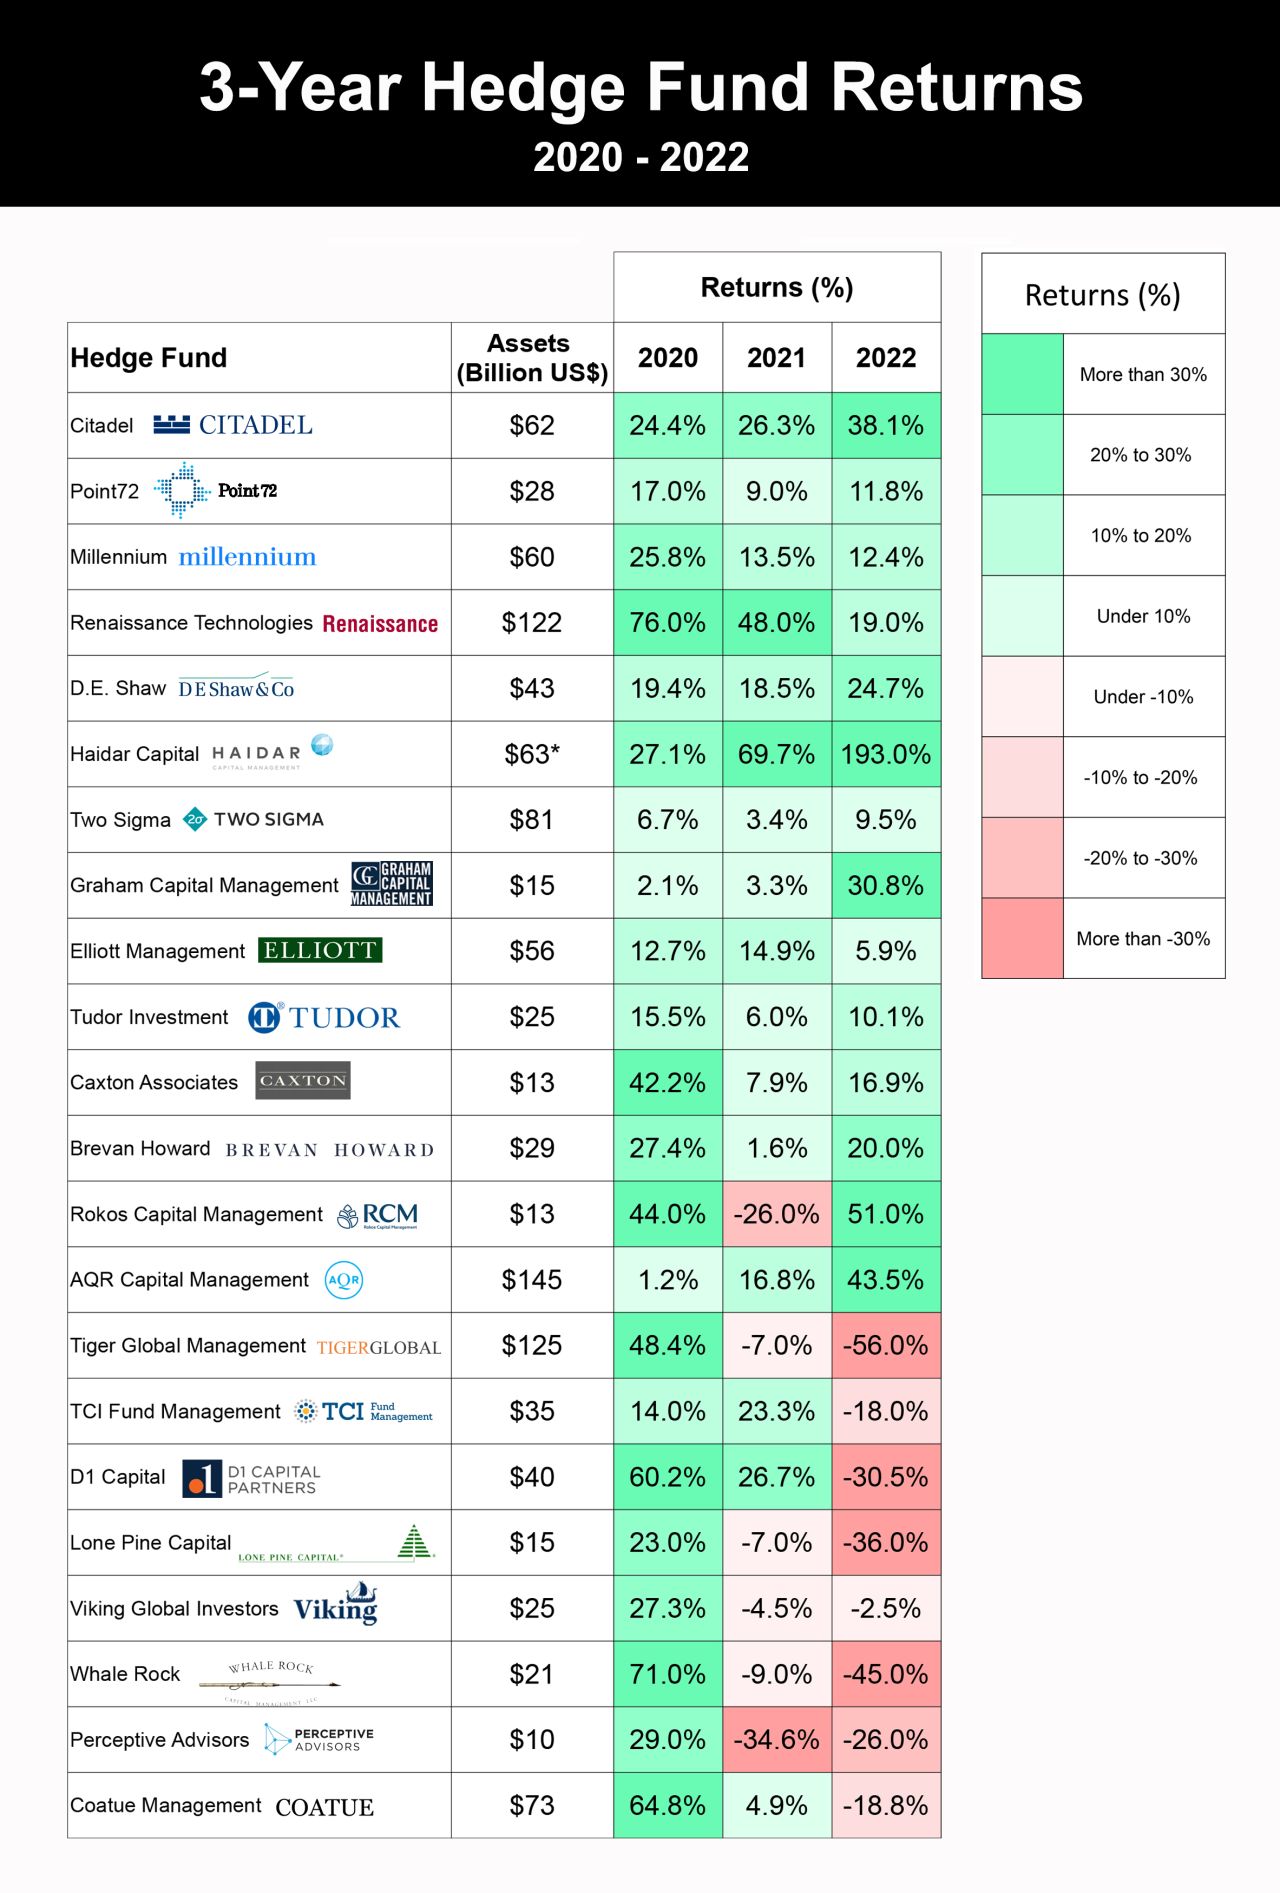 3-Year Hedge Fund Returns
2020 - 2022
Returns (%)
Hedge Fund Assets (Billion US$) 2020 2021 2022
Citadel CITADEL $62 24.4% 26.3% 38.1%
Point72 Point72 $28 17.0% 9.0% 11.8%
Millennium millennium $60 25.8% 13.5% 12.4%
Renaissance Technologies Renaissance $122 76.0% 48.0% 19.0%
D.E. Shaw DEShaw&Co $43 19.4% 18.5% 24.7%
Haidar Capital HAIDAR CAPITAL MANAGEMENT $63* 27.1% 69.7% 193.0%
Two Sigma 2σ TWO SIGMA $81 6.7% 3.4% 9.5%
Graham Capital Management GC GRAHAM CAPITAL MANAGEMENT $15 2.1% 3.3% 30.8%
Elliott Management ELLIOTT $56 12.7% 14.9% 5.9%
Tudor Investment T® TUDOR $25 15.5% 6.0% 10.1%
Caxton Associates CAXTON $13 42.2% 7.9% 16.9%
Brevan Howard BREVAN HOWARD $29 27.4% 1.6% 20.0%
Rokos Capital Management RCM Rokos Capital Management $13 44.0% -26.0% 51.0%
AQR Capital Management AQR $145 1.2% 16.8% 43.5%
Tiger Global Management TIGERGLOBAL $125 48.4% -7.0% -56.0%
TCI Fund Management TCI Fund Management $35 14.0% 23.3% -18.0%
D1 Capital .1 D1 CAPITAL PARTNERS $40 60.2% 26.7% -30.5%
Lone Pine Capital LONE PINE CAPITAL® $15 23.0% -7.0% -36.0%
Viking Global Investors Viking $25 27.3% -4.5% -2.5%
Whale Rock WHALE ROCK CAPITAL MANAGEMENT LLC $21 71.0% -9.0% -45.0%
Perceptive Advisors PERCEPTIVE ADVISORS $10 29.0% -34.6% -26.0%
Coatue Management COATUE $73 64.8% 4.9% -18.8%
Returns (%)
More than 30%
20% to 30%
10% to 20%
Under 10%
Under -10%
-10% to -20%
-20% to -30%
More than -30%